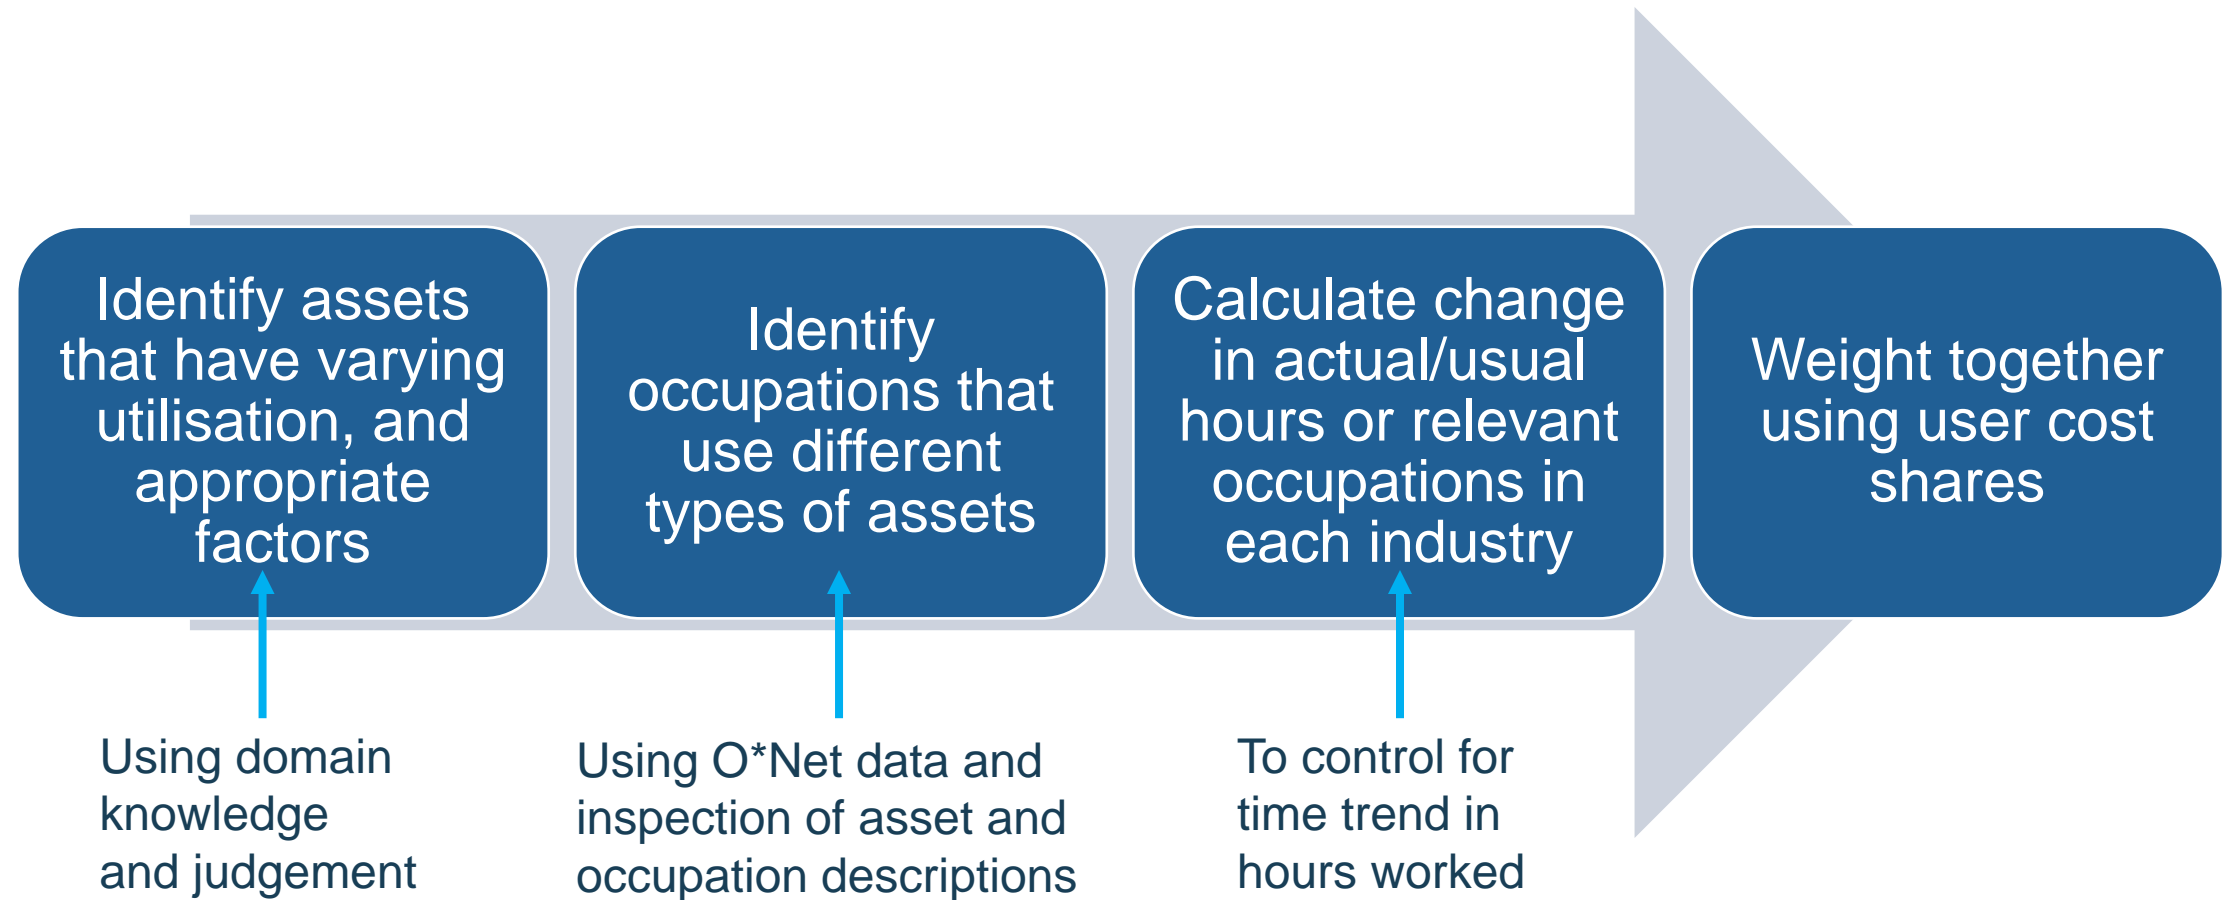 Identify assets
that have varying
utilisation, and
appropriate
factors
Identify
occupations that
use different
types of assets
Calculate change
in actual/usual
hours or relevant
occupations in
each industry
Weight together
using user cost
shares
Using domain
knowledge
and judgement
Using O*Net data and
inspection of asset and
occupation descriptions
To control for
time trend in
hours worked